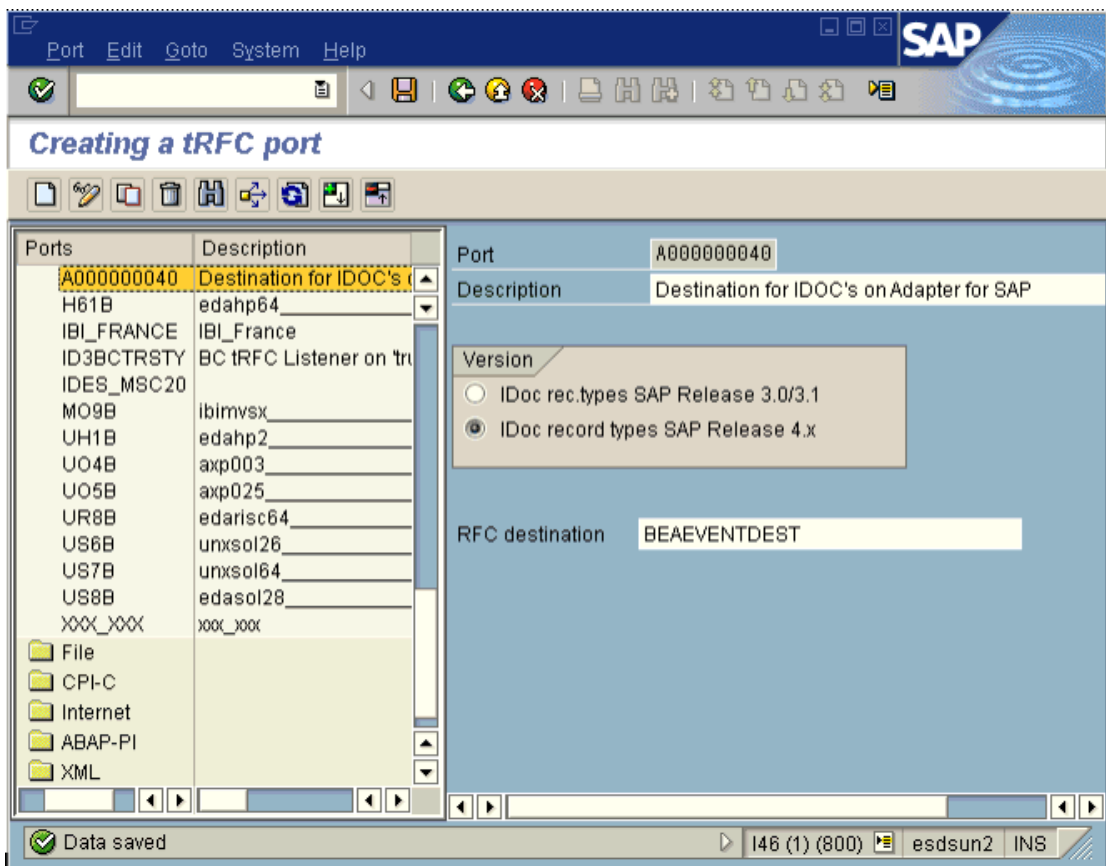 Port Edit Goto System Help
SAP
Creating a tRFC port
Ports Description
A000000040 Destination for IDOC's
H61B edahp64
IBI_FRANCE IBI_France
ID3BCTRSTY BC tRFC Listener on 'tru
IDES_MSC20
MO9B ibimvsx
UH1B edahp2
UO4B axp003
UO5B axp025
UR8B edarisc64
US6B unxsol26
US7B unxsol64
US8B edasol28
XXX_XXX xxx_xxx
File
CPI-C
Internet
ABAP-PI
XML
Port A000000040
Description Destination for IDOC's on Adapter for SAP
Version
IDoc rec.types SAP Release 3.0/3.1
IDoc record types SAP Release 4.x
RFC destination BEAEVENTDEST
Data saved I46 (1) (800) esdsun2 INS